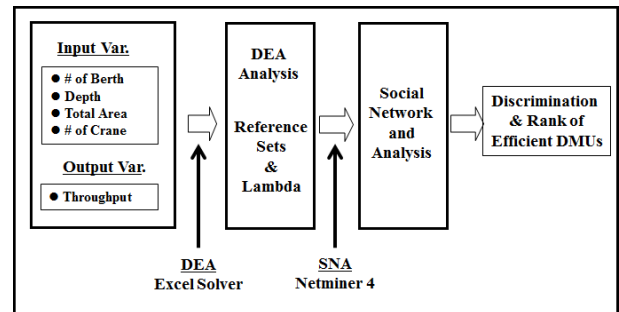 Input Var.
● # of Berth
● Depth
● Total Area
● # of Crane
Output Var.
● Throughput
DEA
Analysis
Reference
Sets
&
Lambda
Social
Network
and
Analysis
Discrimination
& Rank of
Efficient DMUs
DEA
Excel Solver
SNA
Netminer 4